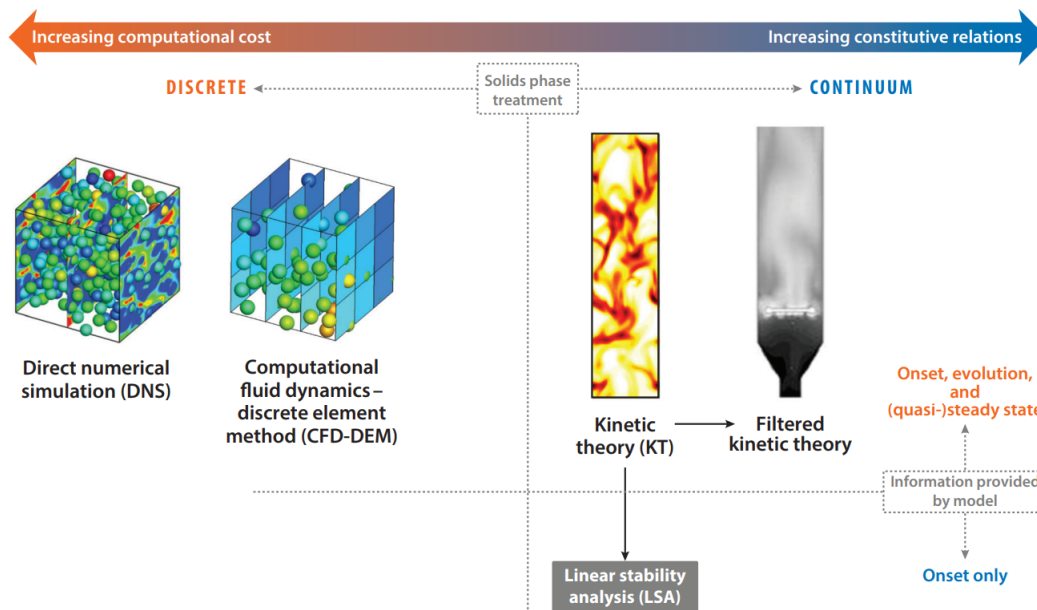 Increasing computational cost
Increasing constitutive relations
DISCRETE
Solids phase
treatment
CONTINUUM
Direct numerical
simulation (DNS)
Computational
fluid dynamics–
discrete element
method (CFD-DEM)
Kinetic
theory (KT)
Filtered
kinetic theory
Onset, evolution,
and
(quasi-)steady state
Information provided
by model
Linear stability
analysis (LSA)
Onset only